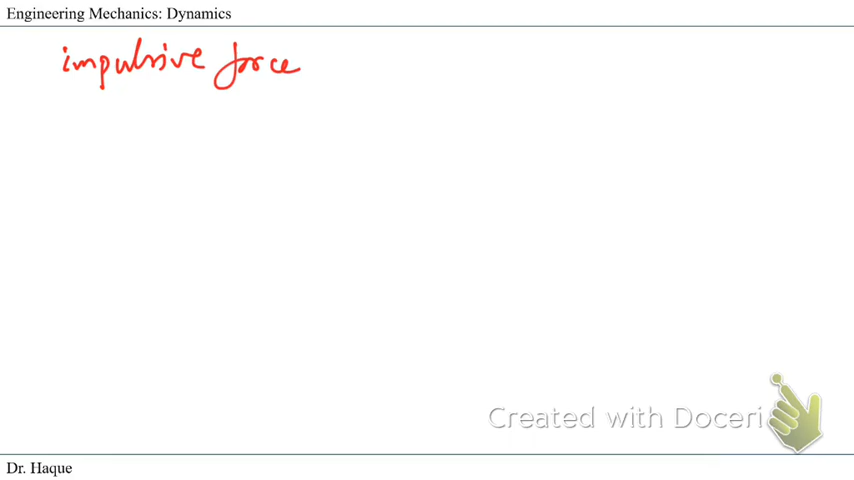 Engineering Mechanics: Dynamics
impulsive force
Created with Doceri
Dr. Haque